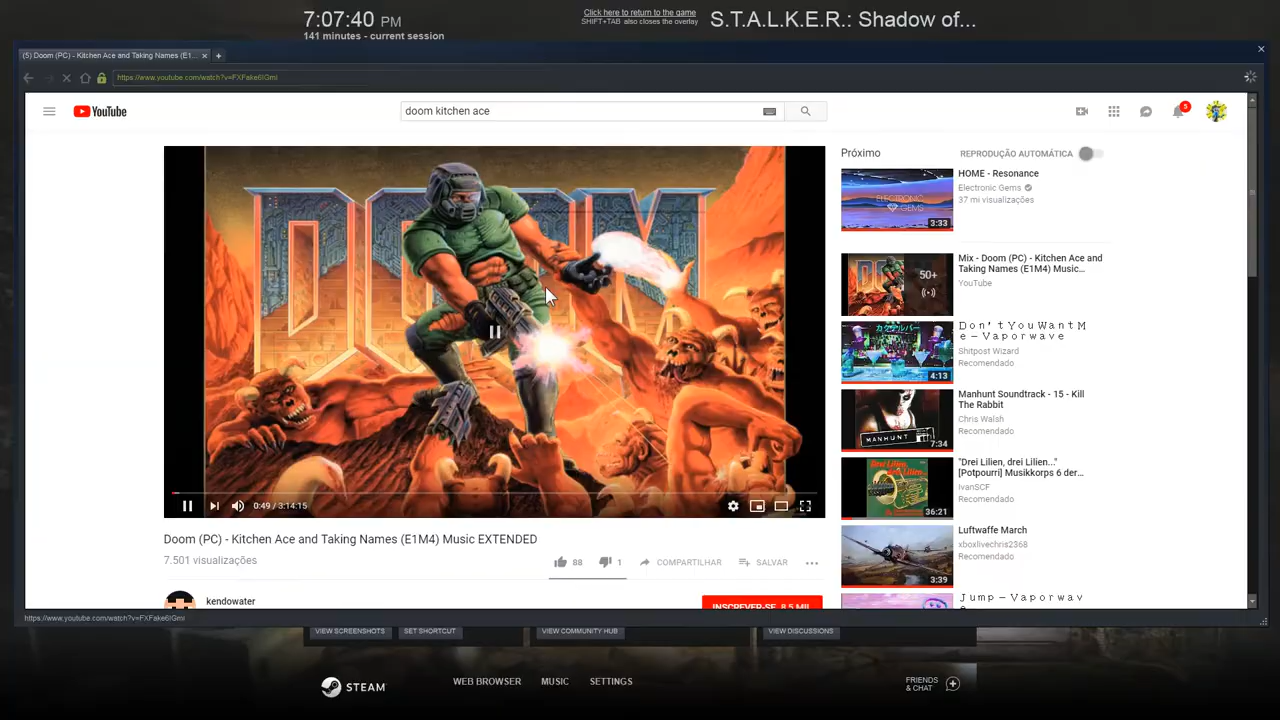 7:07:40 PM
141 minutes - current session
Click here to return to the game
SHIFT+TAB also closes the overlay
S.T.A.L.K.E.R.: Shadow of...
(5) Doom (PC) - Kitchen Ace and Taking Names (E1...
https://www.youtube.com/watch?v=FXFake6IGmI
YouTube
doom kitchen ace
5
DOOM
0:49 / 3:14:15
Doom (PC) - Kitchen Ace and Taking Names (E1M4) Music EXTENDED
7.501 visualizações
88
1
COMPARTILHAR
SALVAR
kendowater
INSCREVER-SE 8,5 MIL
Próximo
REPRODUÇÃO AUTOMÁTICA
ELECTRONIC
GEMS
3:33
HOME - Resonance
Electronic Gems
37 mi visualizações
50+
Mix - Doom (PC) - Kitchen Ace and
Taking Names (E1M4) Music...
YouTube
4:13
Ｄｏｎ'ｔ Ｙｏｕ Ｗａｎｔ Ｍ
ｅ – Ｖａｐｏｒｗａｖｅ
Shitpost Wizard
Recomendado
MANHUNT
7:34
Manhunt Soundtrack - 15 - Kill
The Rabbit
Chris Walsh
Recomendado
36:21
"Drei Lilien, drei Lilien..."
[Potpourri] Musikkorps 6 der...
IvanSCF
Recomendado
3:39
Luftwaffe March
xboxlivechris2368
Recomendado
Ｊｕｍｐ – Ｖａｐｏｒｗａｖ
https://www.youtube.com/watch?v=FXFake6IGmI
VIEW SCREENSHOTS
SET SHORTCUT
VIEW COMMUNITY HUB
VIEW DISCUSSIONS
STEAM
WEB BROWSER
MUSIC
SETTINGS
FRIENDS
& CHAT